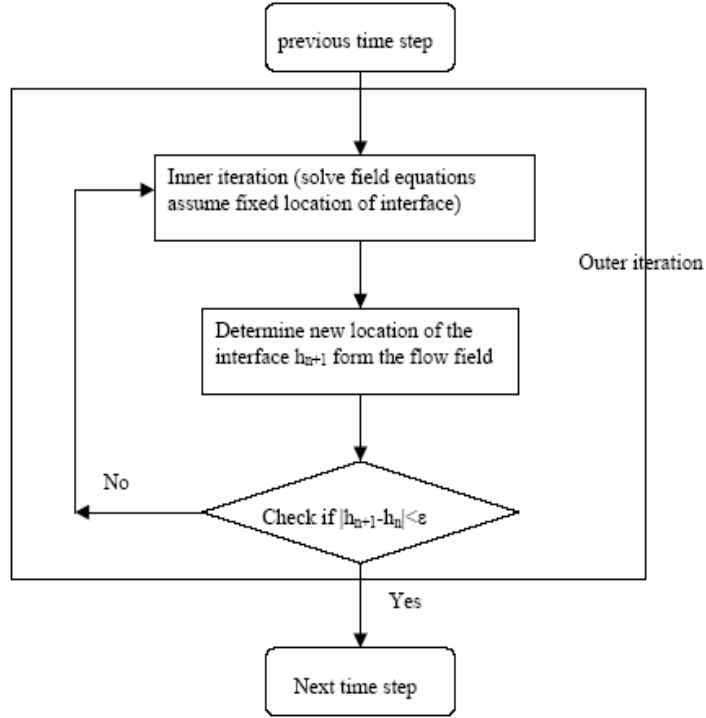 previous time step
Inner iteration (solve field equations
assume fixed location of interface)
Outer iteration
Determine new location of the
interface hₙ₊₁ form the flow field
No
Check if |hₙ₊₁-hₙ|<ε
Yes
Next time step